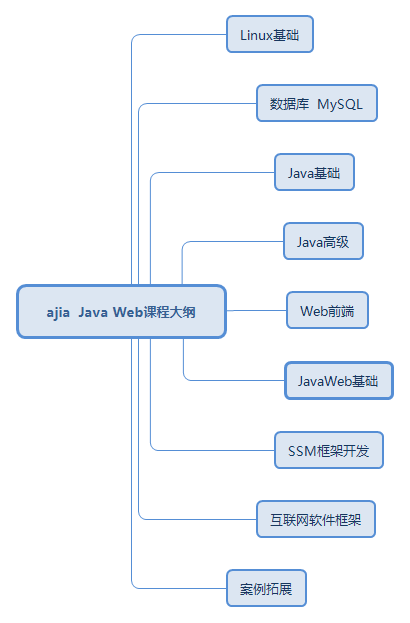 Linux基础
数据库 MySQL
Java基础
Java高级
ajia Java Web课程大纲
Web前端
JavaWeb基础
SSM框架开发
互联网软件框架
案例拓展